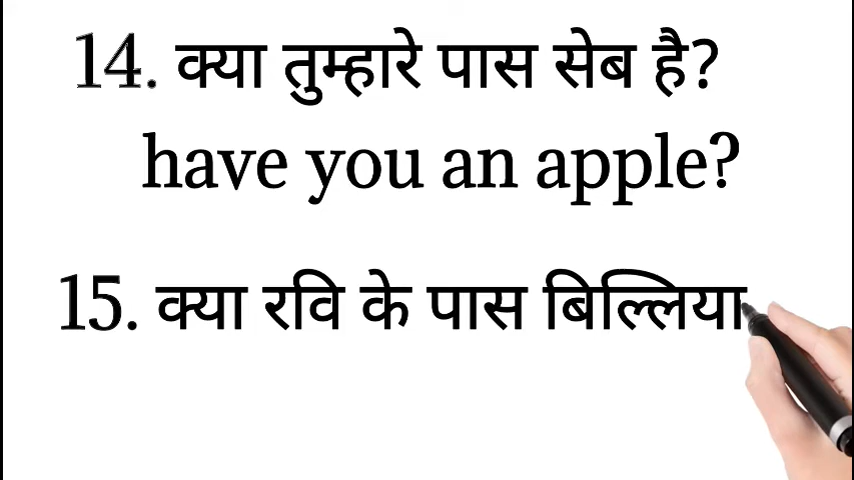 14. क्या तुम्हारे पास सेब है?
have you an apple?
15. क्या रवि के पास बिल्लिया